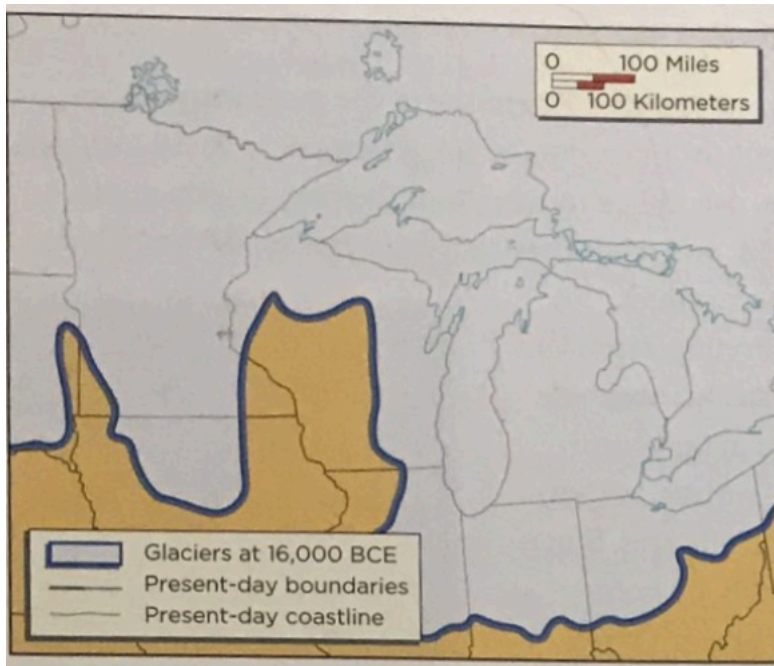 0 100 Miles
0 100 Kilometers
Glaciers at 16,000 BCE
Present-day boundaries
Present-day coastline